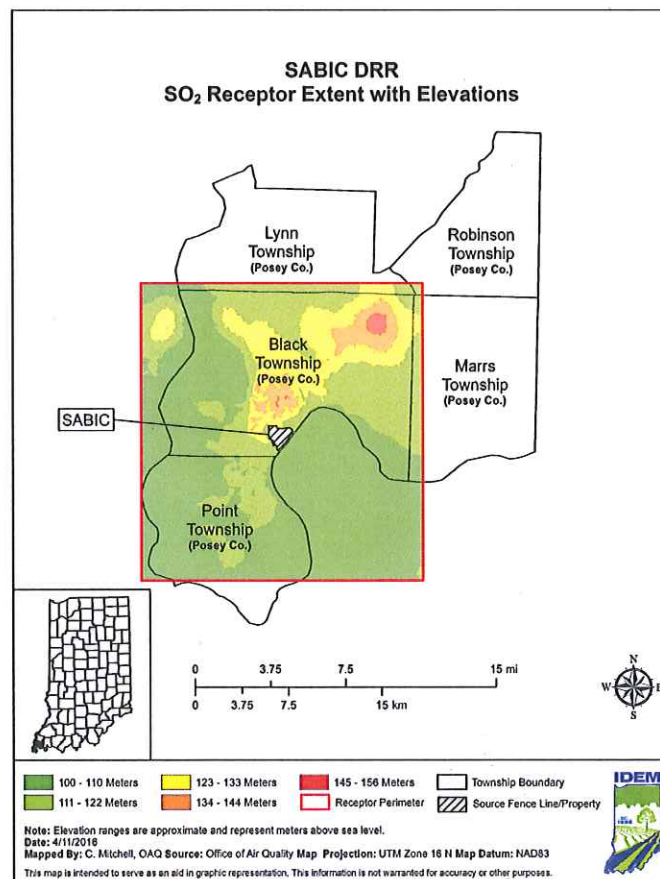 SABIC DRR
SO₂ Receptor Extent with Elevations
Lynn
Township
(Posey Co.)
Robinson
Township
(Posey Co.)
Black
Township
(Posey Co.)
Marrs
Township
(Posey Co.)
SABIC
Point
Township
(Posey Co.)
0 3.75 7.5 15 mi
0 3.75 7.5 15 km
N
W E
S
100 - 110 Meters 123 - 133 Meters 145 - 156 Meters Township Boundary
111 - 122 Meters 134 - 144 Meters Receptor Perimeter Source Fence Line/Property
IDEM
Note: Elevation ranges are approximate and represent meters above sea level.
Date: 4/11/2016
Mapped By: C. Mitchell, OAQ Source: Office of Air Quality Map Projection: UTM Zone 16 N Map Datum: NAD83
This map is intended to serve as an aid in graphic representation. This information is not warranted for accuracy or other purposes.